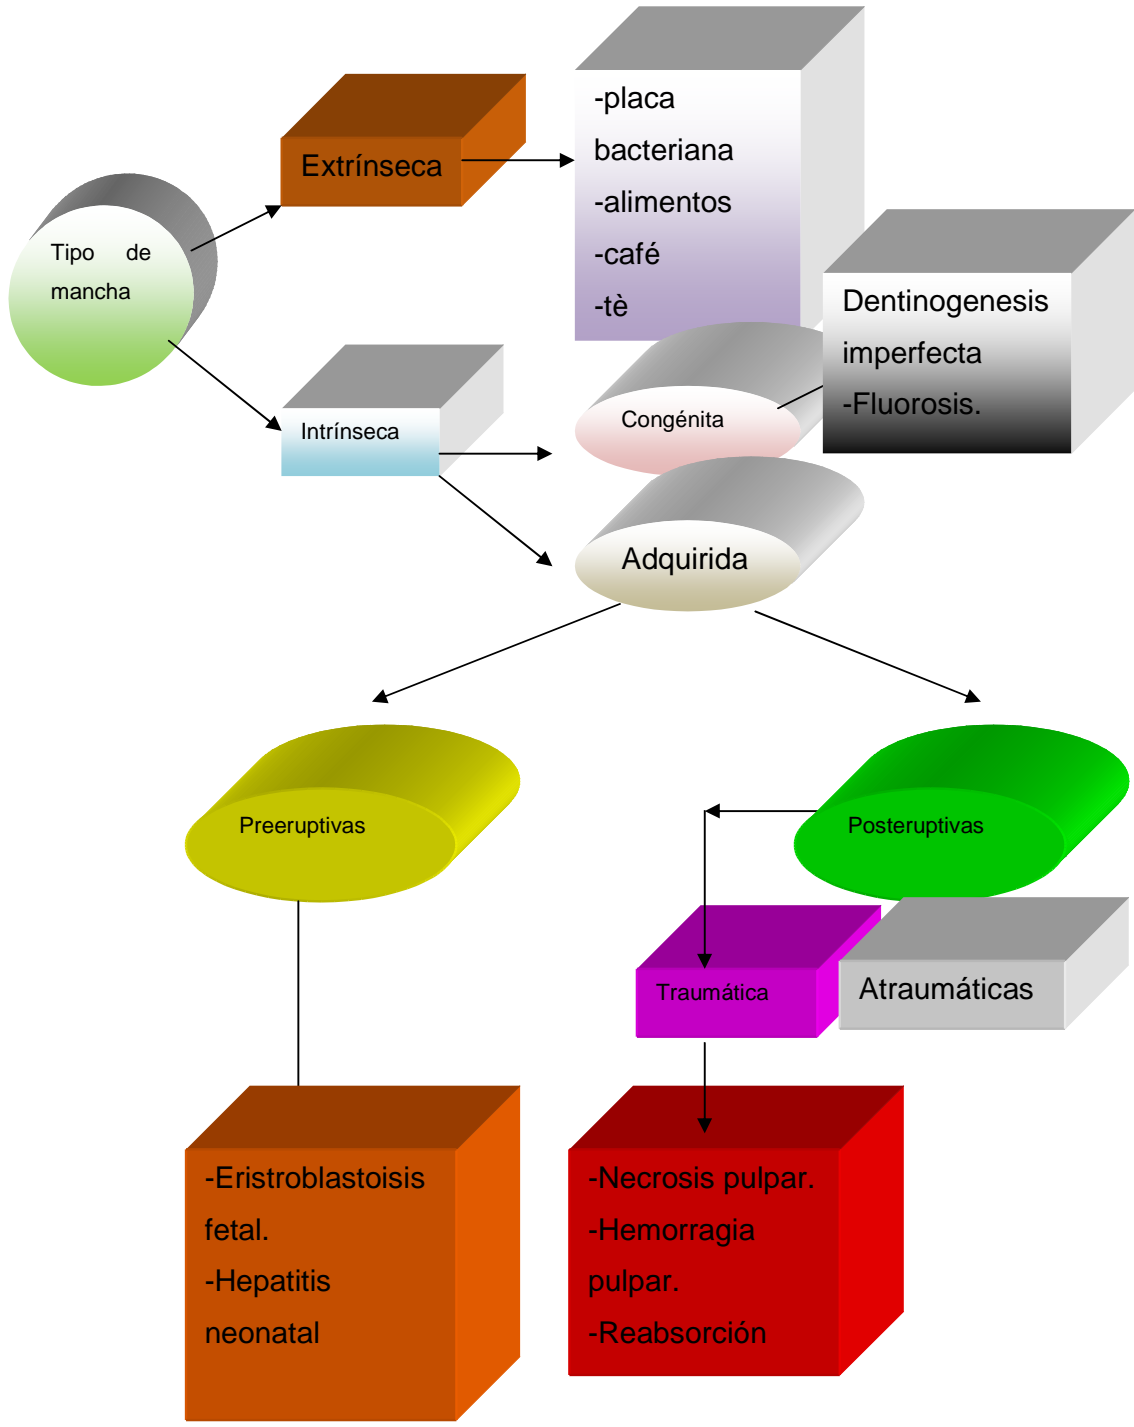 Extrínseca
-placa
bacteriana
-alimentos
-café
-tè
Tipo de
mancha
Dentinogenesis
imperfecta
-Fluorosis.
Intrínseca
Congénita
Adquirida
Preeruptivas
Posteruptivas
Traumática
Atraumáticas
-Eristroblastoisis
fetal.
-Hepatitis
neonatal
-Necrosis pulpar.
-Hemorragia
pulpar.
-Reabsorción